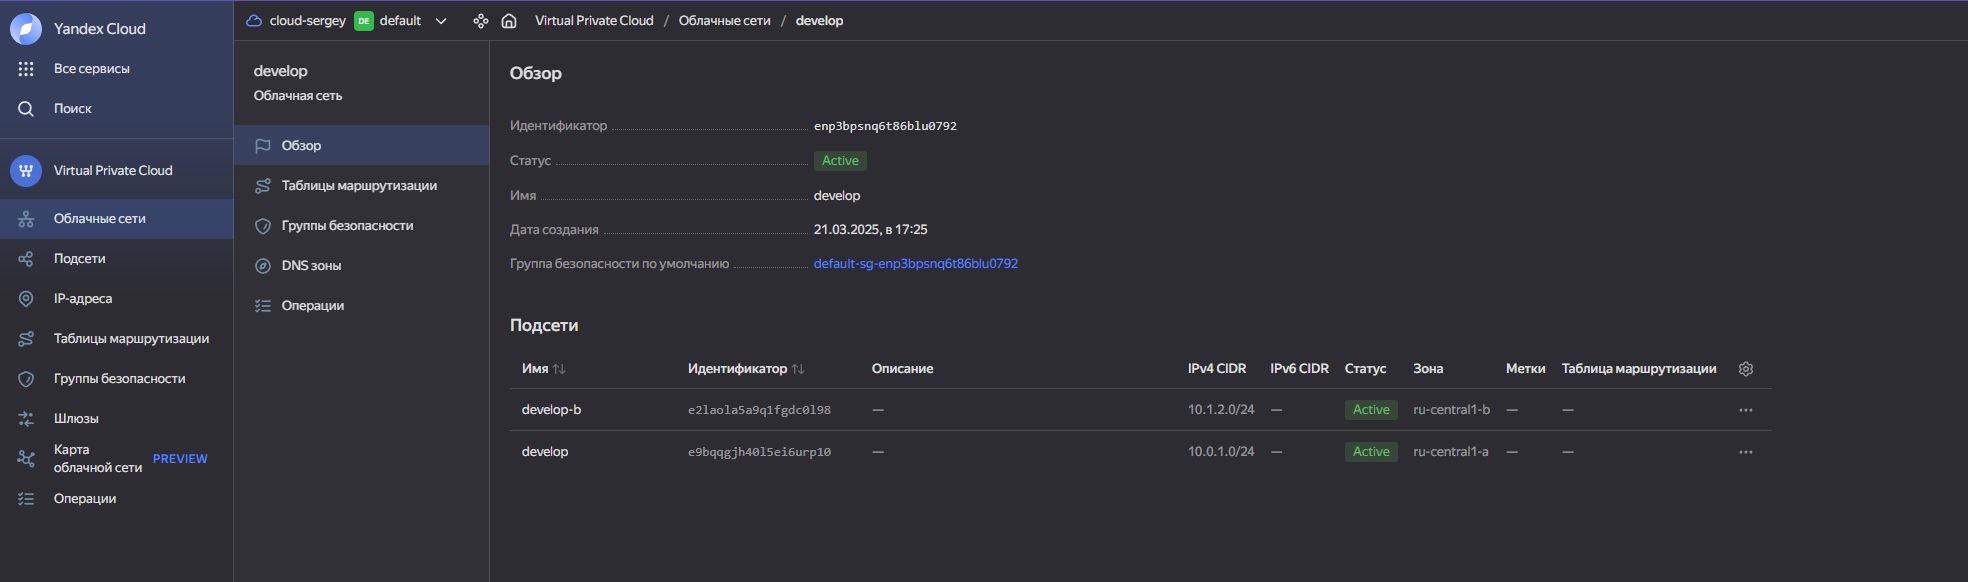 Yandex Cloud
Все сервисы
Поиск
Virtual Private Cloud
Облачные сети
Подсети
IP-адреса
Таблицы маршрутизации
Группы безопасности
Шлюзы
Карта
облачной сети PREVIEW
Операции
cloud-sergey DE default Virtual Private Cloud / Облачные сети / develop
develop
Облачная сеть
Обзор
Таблицы маршрутизации
Группы безопасности
DNS зоны
Операции
Обзор
Идентификатор enp3bpsnq6t86blu0792
Статус Active
Имя develop
Дата создания 21.03.2025, в 17:25
Группа безопасности по умолчанию default-sg-enp3bpsnq6t86blu0792
Подсети
Имя Идентификатор Описание IPv4 CIDR IPv6 CIDR Статус Зона Метки Таблица маршрутизации
develop-b e2laola5a9q1fgdc0l98 — 10.1.2.0/24 — Active ru-central1-b — —
develop e9bqqgjh40l5ei6urp10 — 10.0.1.0/24 — Active ru-central1-a — —